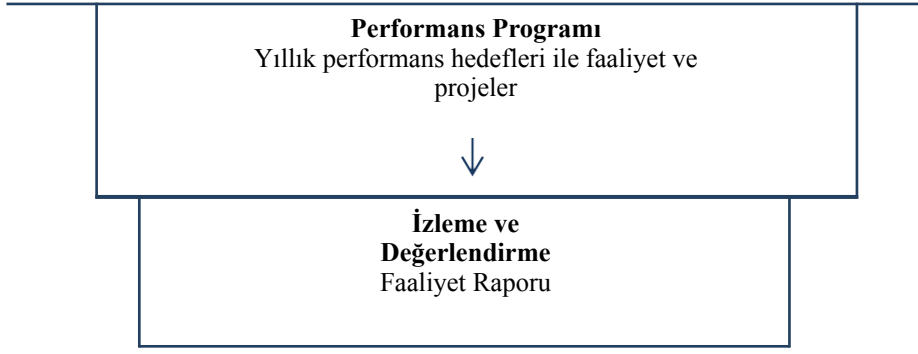 Performans Programı
Yıllık performans hedefleri ile faaliyet ve
projeler
İzleme ve
Değerlendirme
Faaliyet Raporu